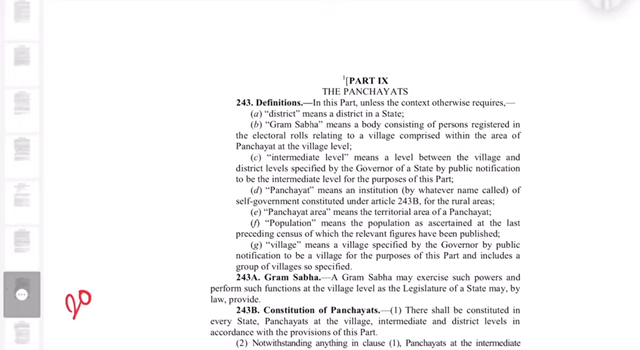 ¹[PART IX
THE PANCHAYATS
243. Definitions.—In this Part, unless the context otherwise requires,—
(a) “district” means a district in a State;
(b) “Gram Sabha” means a body consisting of persons registered in
the electoral rolls relating to a village comprised within the area of
Panchayat at the village level;
(c) “intermediate level” means a level between the village and
district levels specified by the Governor of a State by public notification
to be the intermediate level for the purposes of this Part;
(d) “Panchayat” means an institution (by whatever name called) of
self-government constituted under article 243B, for the rural areas;
(e) “Panchayat area” means the territorial area of a Panchayat;
(f) “Population” means the population as ascertained at the last
preceding census of which the relevant figures have been published;
(g) “village” means a village specified by the Governor by public
notification to be a village for the purposes of this Part and includes a
group of villages so specified.
243A. Gram Sabha.—A Gram Sabha may exercise such powers and
perform such functions at the village level as the Legislature of a State may, by
law, provide.
20
243B. Constitution of Panchayats.—(1) There shall be constituted in
every State, Panchayats at the village, intermediate and district levels in
accordance with the provisions of this Part.
(2) Notwithstanding anything in clause (1), Panchayats at the intermediate